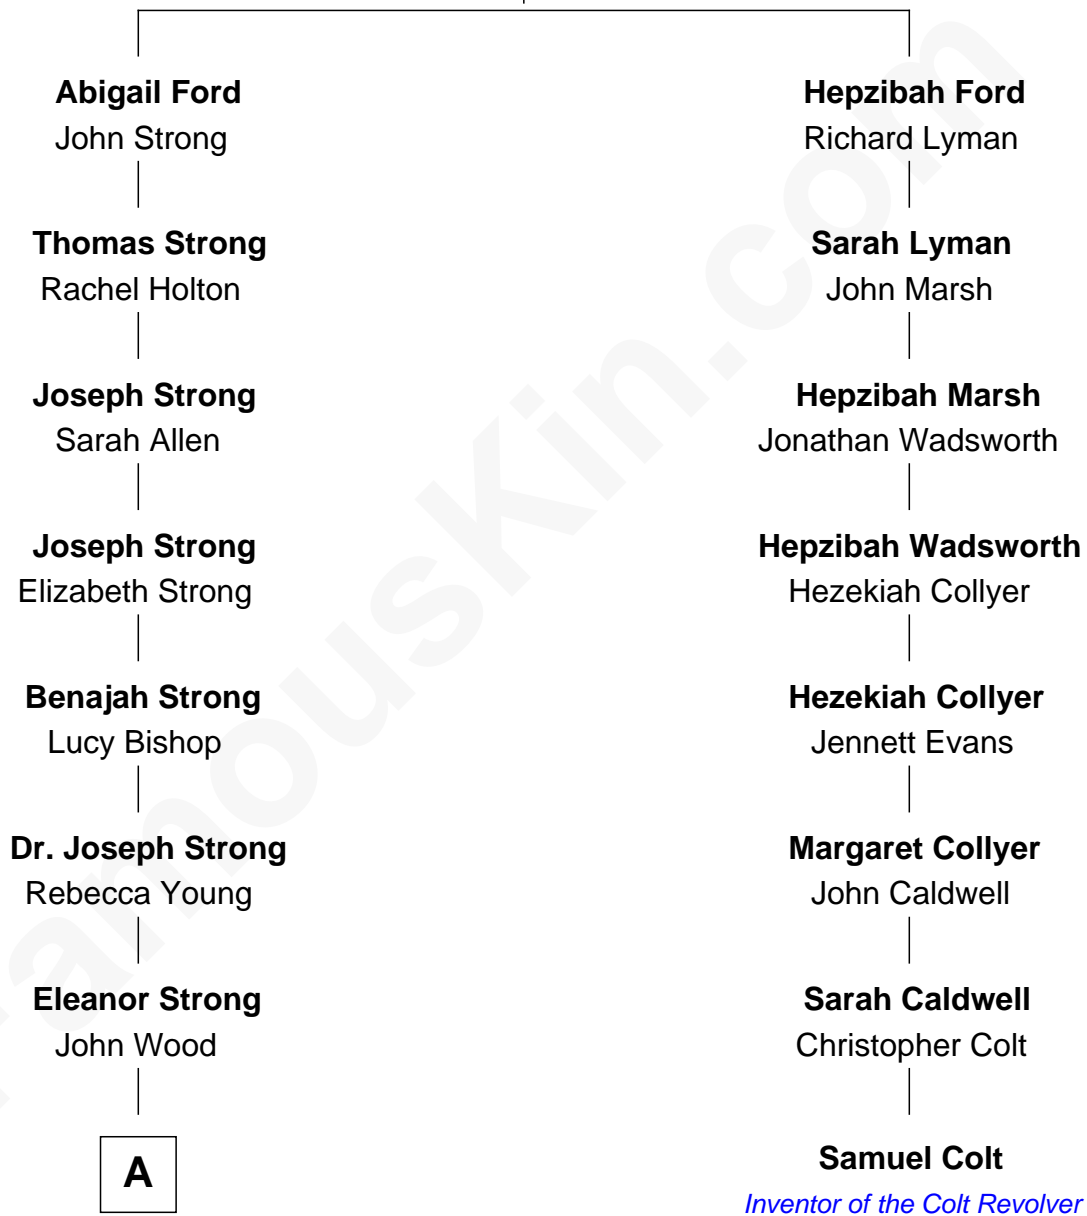 Abigail Ford
John Strong
Hepzibah Ford
Richard Lyman
Thomas Strong
Rachel Holton
Sarah Lyman
John Marsh
Joseph Strong
Sarah Allen
Hepzibah Marsh
Jonathan Wadsworth
Joseph Strong
Elizabeth Strong
Hepzibah Wadsworth
Hezekiah Collyer
Benajah Strong
Lucy Bishop
Hezekiah Collyer
Jennett Evans
Dr. Joseph Strong
Rebecca Young
Margaret Collyer
John Caldwell
Eleanor Strong
John Wood
Sarah Caldwell
Christopher Colt
A
Samuel Colt
Inventor of the Colt Revolver
FamousKin.com